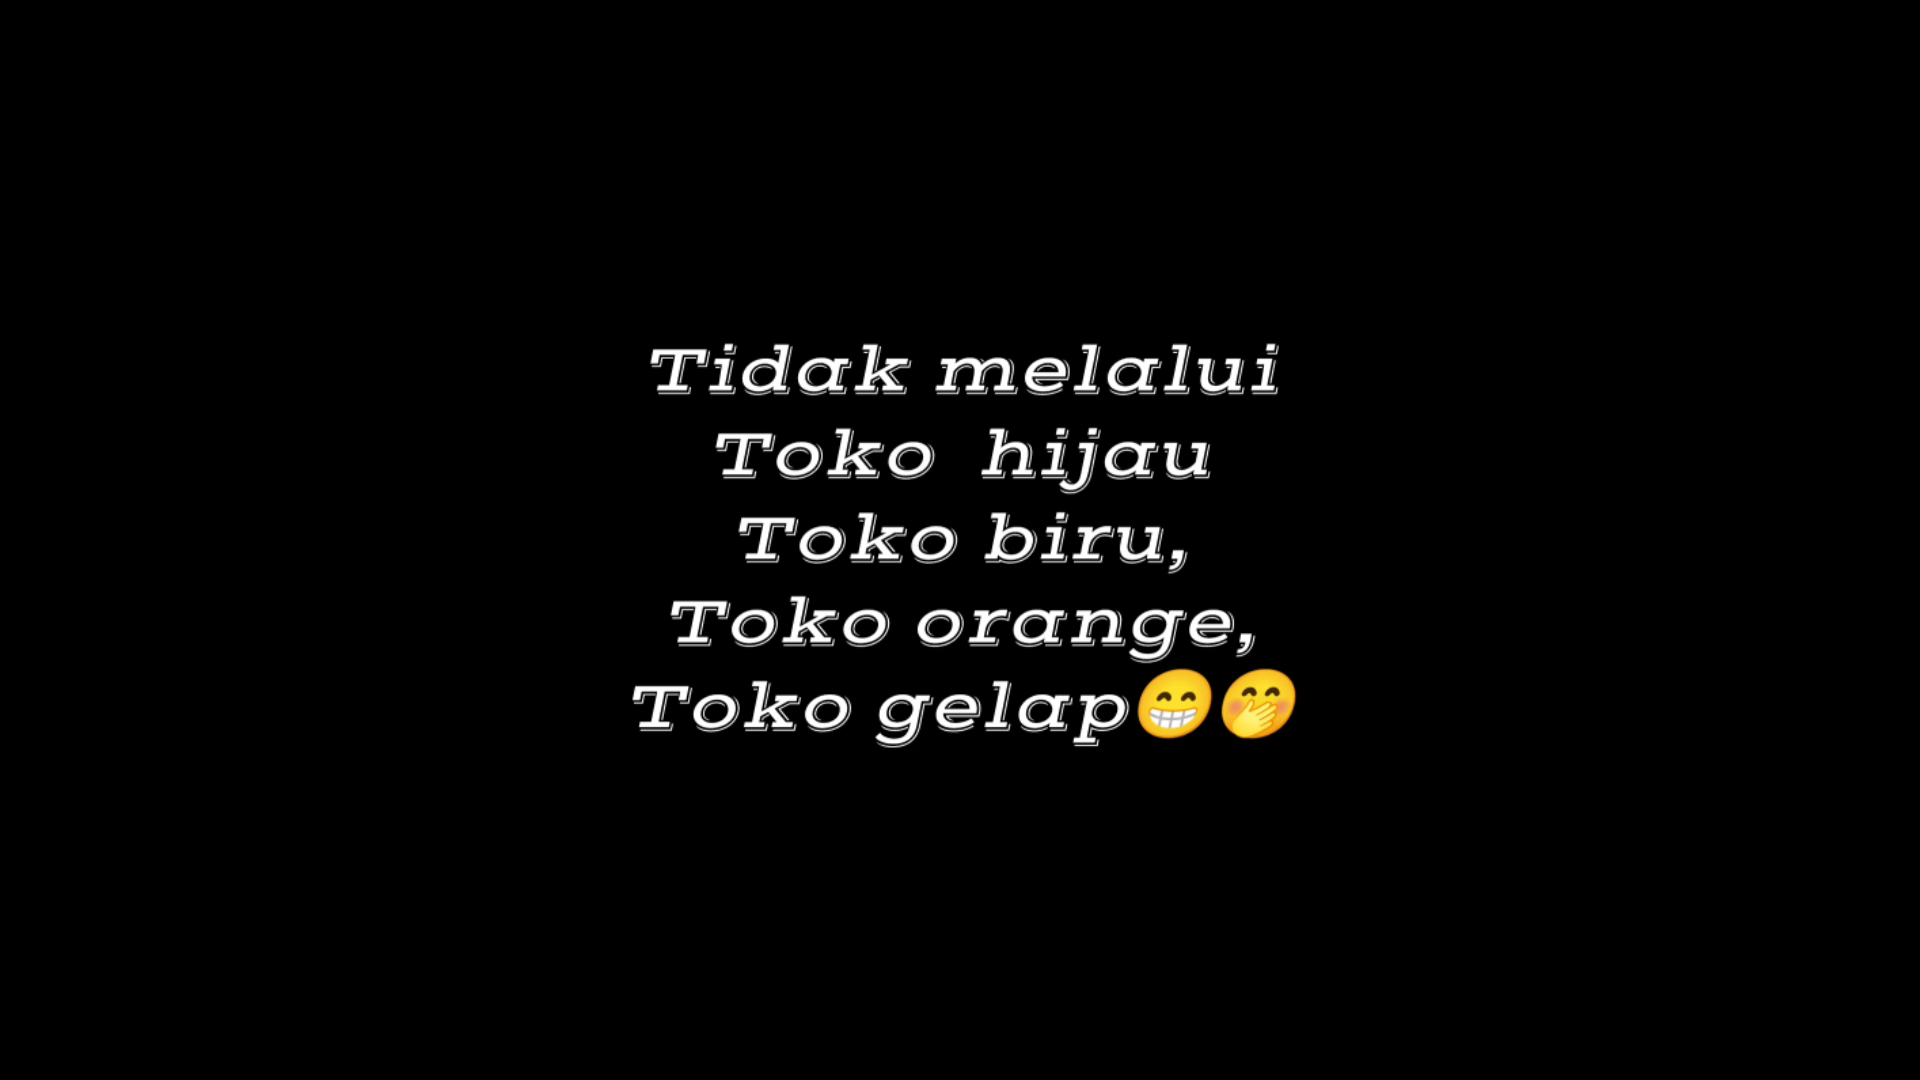 Tidak melalui
Toko  hijau
Toko biru,
Toko orange,
Toko gelap😁🤭